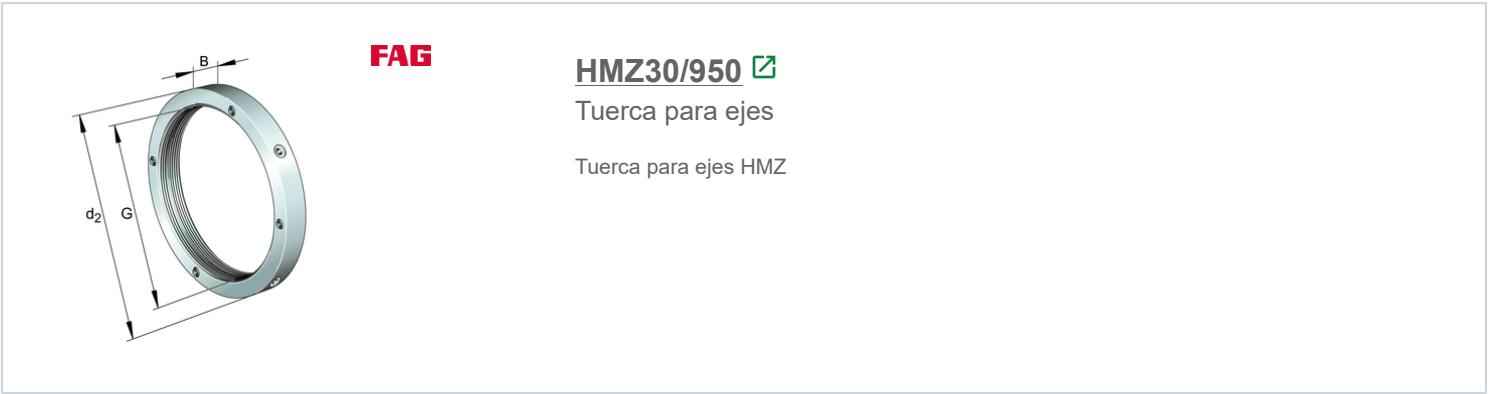 FAG
HMZ30/950
Tuerca para ejes
Tuerca para ejes HMZ
B
d2
G